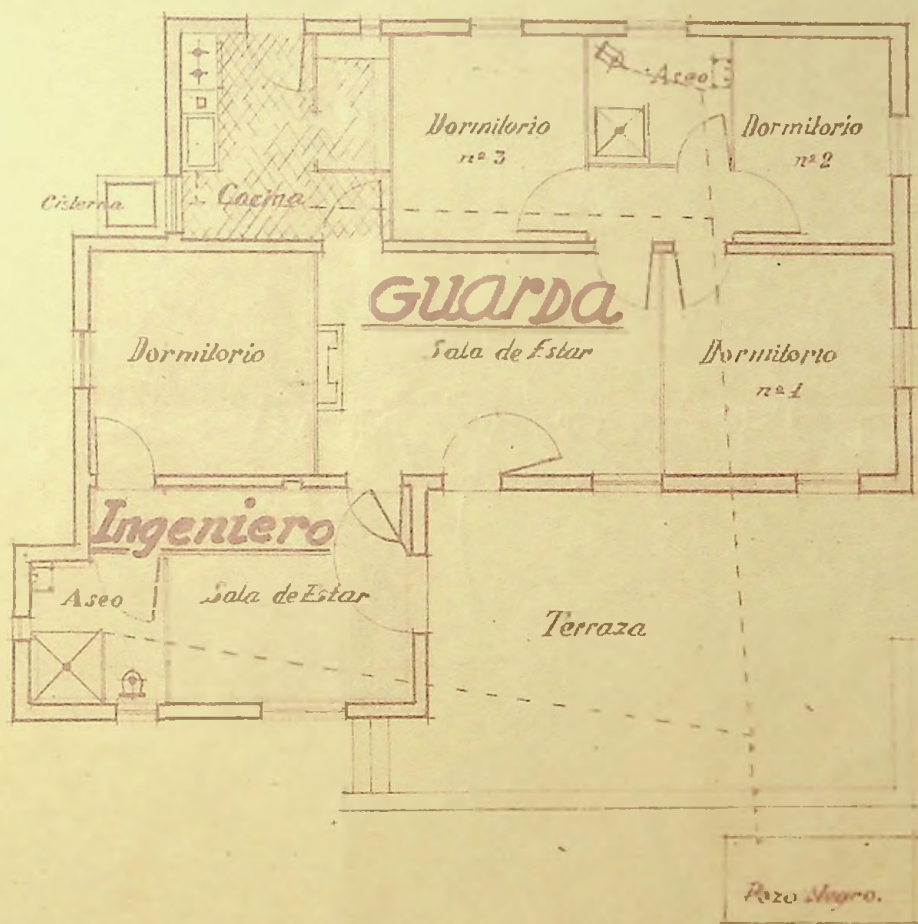 Aseo
Dormitorio
nº 3
Dormitorio
nº 2
Cisterna
Cocina
GUARDA
Dormitorio
Sala de Estar
Dormitorio
nº 1
Ingeniero
Aseo
Sala de Estar
Terraza
Pozo Negro.